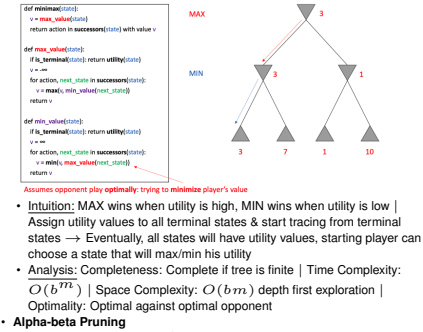 def minimax(state):
v = max_value(state)
return action in successors(state) with value v
def max_value(state):
if is_terminal(state): return utility(state)
v = -∞
for action, next_state in successors(state):
v = max(v, min_value(next_state))
return v
def min_value(state):
if is_terminal(state): return utility(state)
v = ∞
for action, next_state in successors(state):
v = min(v, max_value(next_state))
return v
MAX
3
MIN
3
1
3 7 1 10
Assumes opponent play optimally: trying to minimize player's value
• Intuition: MAX wins when utility is high, MIN wins when utility is low |
Assign utility values to all terminal states & start tracing from terminal
states → Eventually, all states will have utility values, starting player can
choose a state that will max/min his utility
• Analysis: Completeness: Complete if tree is finite | Time Complexity:
O(b^m) | Space Complexity: O(bm) depth first exploration |
Optimality: Optimal against optimal opponent
• Alpha-beta Pruning